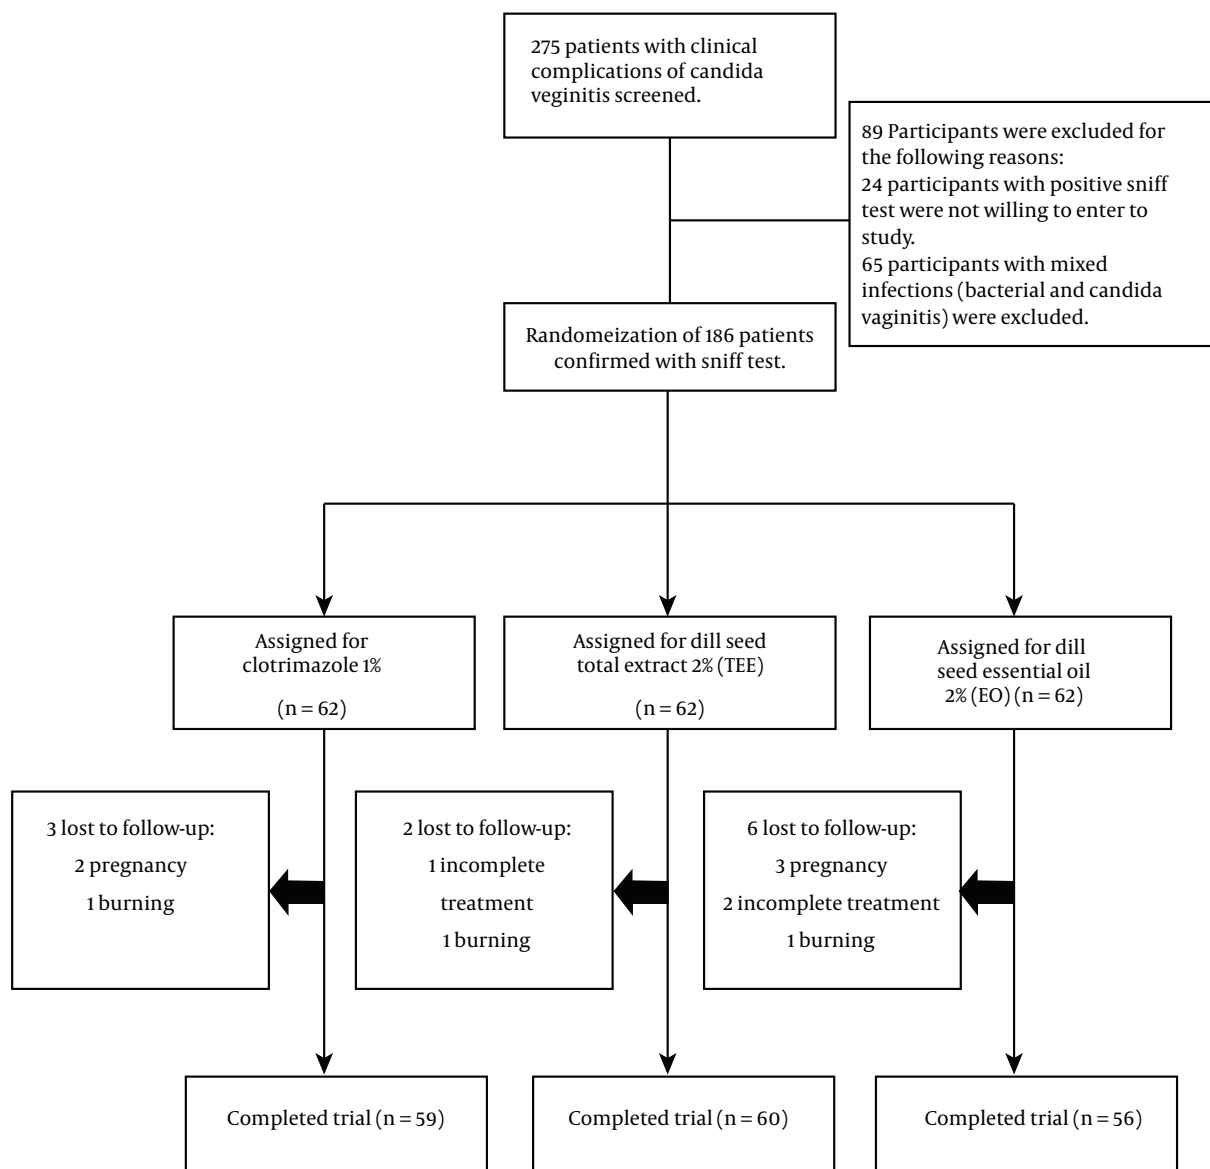 275 patients with clinical
complications of candida
veginitis screened.
89 Participants were excluded for
the following reasons:
24 participants with positive sniff
test were not willing to enter to
study.
65 participants with mixed
infections (bacterial and candida
vaginitis) were excluded.
Randomeization of 186 patients
confirmed with sniff test.
Assigned for
clotrimazole 1%
(n = 62)
Assigned for dill seed
total extract 2% (TEE)
(n = 62)
Assigned for dill
seed essential oil
2% (EO) (n = 62)
3 lost to follow-up:
2 pregnancy
1 burning
2 lost to follow-up:
1 incomplete
treatment
1 burning
6 lost to follow-up:
3 pregnancy
2 incomplete treatment
1 burning
Completed trial (n = 59)
Completed trial (n = 60)
Completed trial (n = 56)